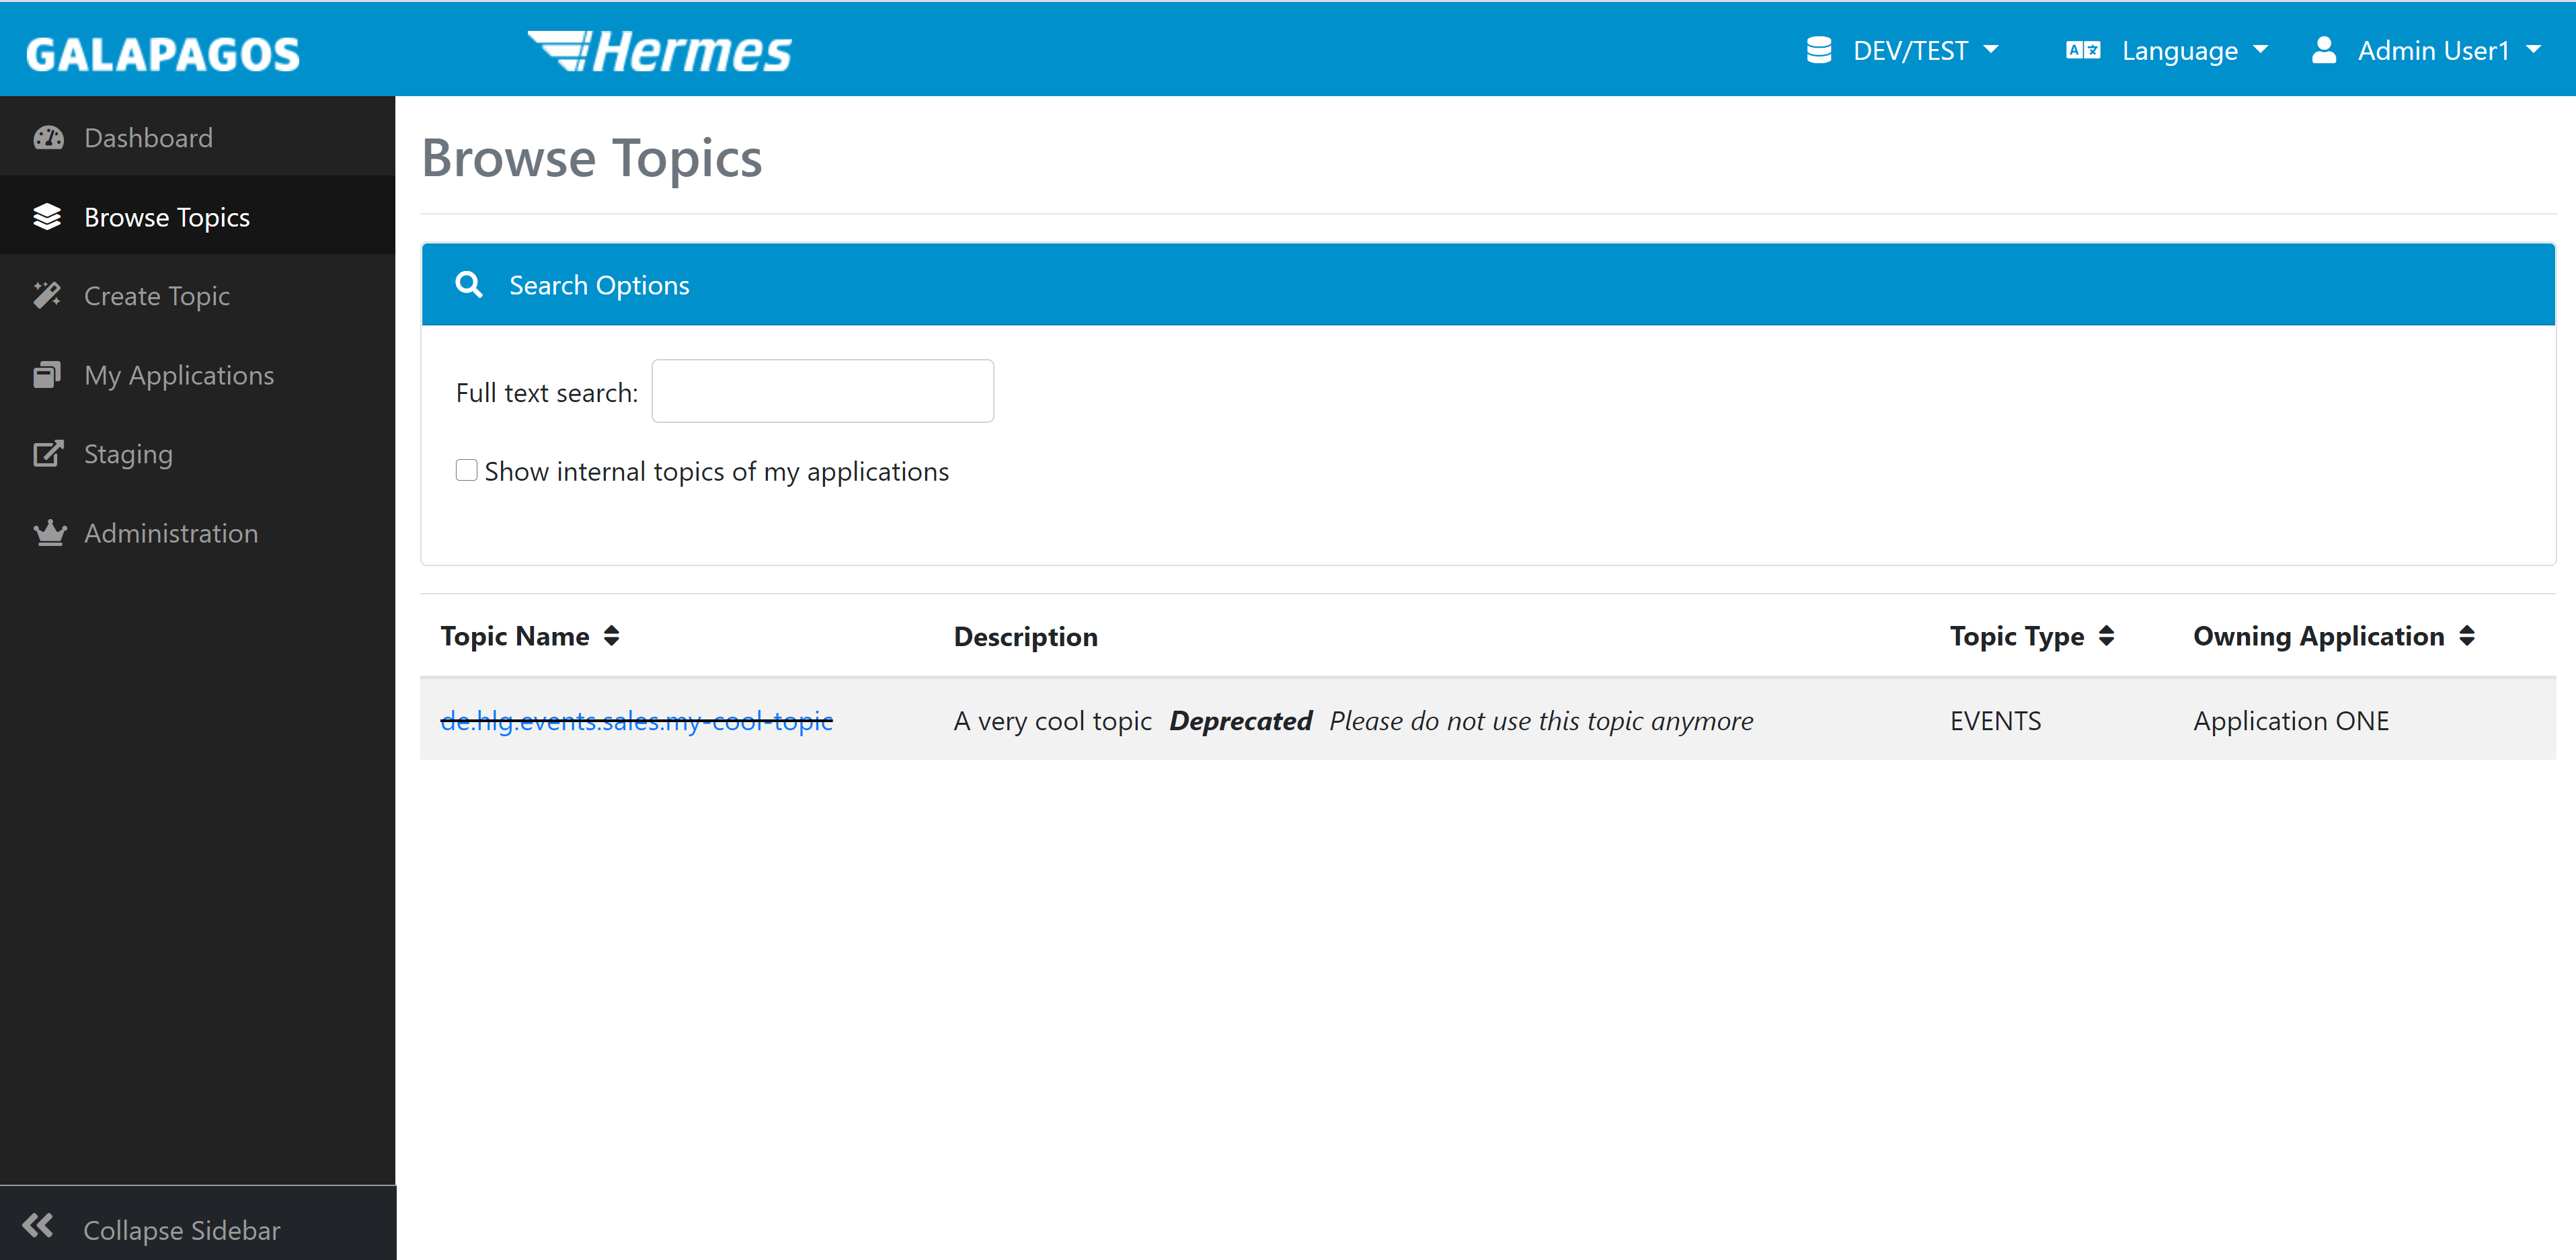 GALAPAGOS Hermes DEV/TEST Language Admin User1
Dashboard
Browse Topics
Create Topic
My Applications
Staging
Administration
Collapse Sidebar
Browse Topics
Search Options
Full text search:
Show internal topics of my applications
Topic Name Description Topic Type Owning Application
de.hlg.events.sales.my-cool-topic A very cool topic Deprecated Please do not use this topic anymore EVENTS Application ONE